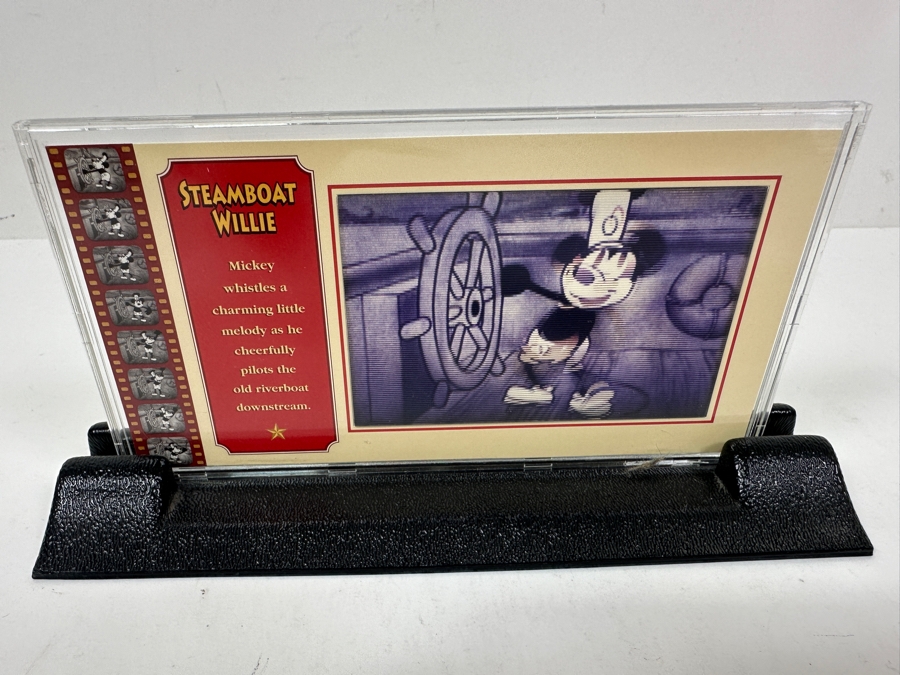 STEAMBOAT
WILLIE
Mickey
whistles a
charming little
melody as he
cheerfully
pilots the
old riverboat
downstream.